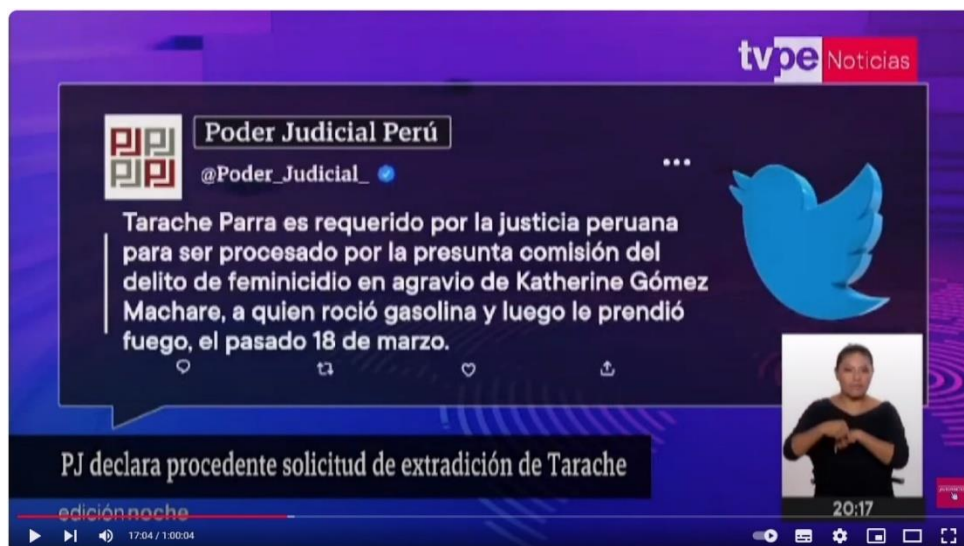 tvpe Noticias
PJ PJ
PJ PJ
Poder Judicial Perú
@Poder_Judicial_
Tarache Parra es requerido por la justicia peruana
para ser procesado por la presunta comisión del
delito de feminicidio en agravio de Katherine Gómez
Machare, a quien roció gasolina y luego le prendió
fuego, el pasado 18 de marzo.
PJ declara procedente solicitud de extradición de Tarache
edición noche
20:17
17:04 / 1:00:04